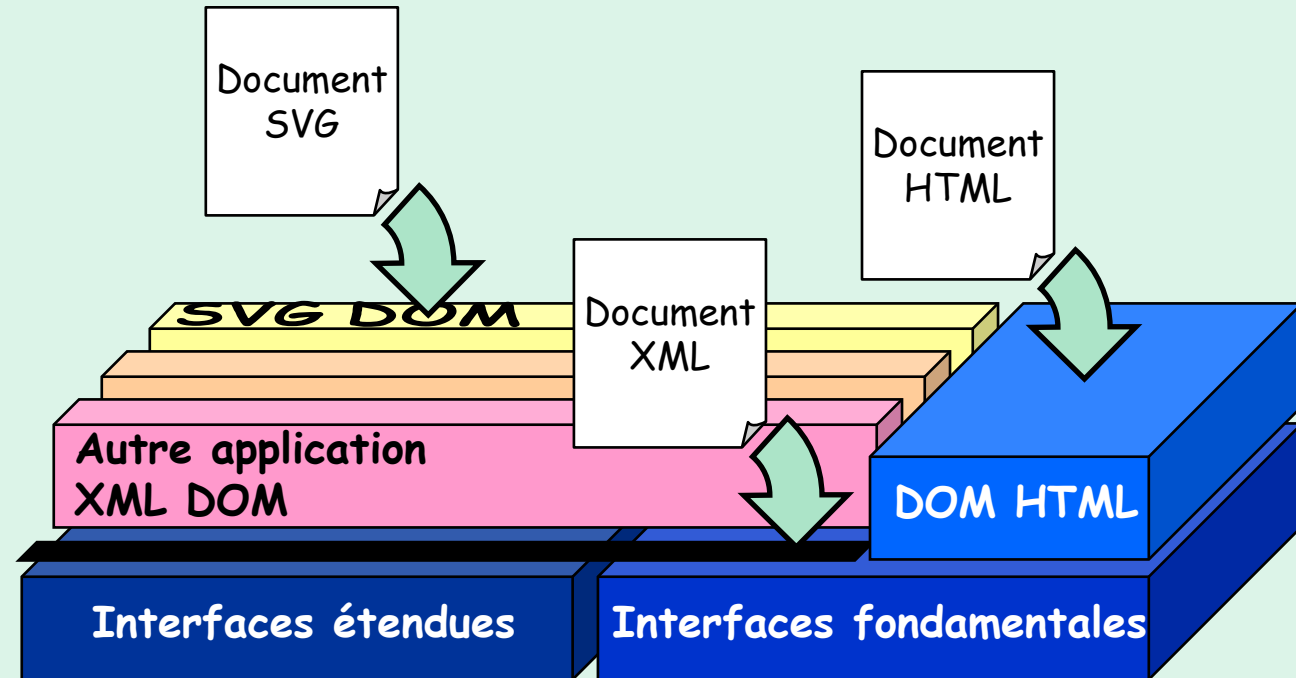 Document
SVG
Document
HTML
Document
XML
SVG DOM
Autre application
XML DOM
DOM HTML
Interfaces étendues
Interfaces fondamentales